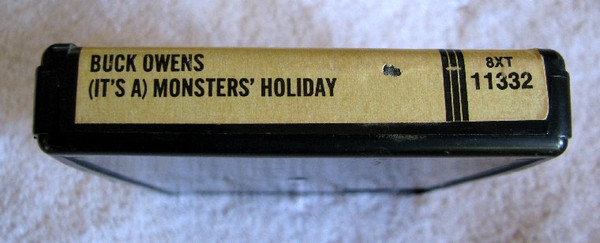 BUCK OWENS
(IT'S A) MONSTERS' HOLIDAY
8XT
11332